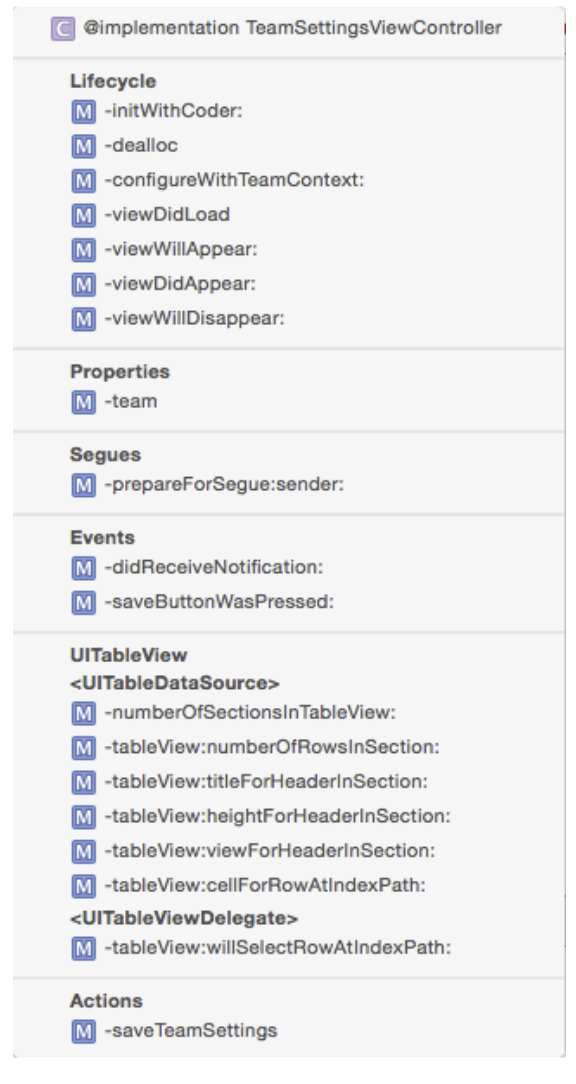 C @implementation TeamSettingsViewController
Lifecycle
M -initWithCoder:
M -dealloc
M -configureWithTeamContext:
M -viewDidLoad
M -viewWillAppear:
M -viewDidAppear:
M -viewWillDisappear:
Properties
M -team
Segues
M -prepareForSegue:sender:
Events
M -didReceiveNotification:
M -saveButtonWasPressed:
UITableView
<UITableDataSource>
M -numberOfSectionsInTableView:
M -tableView:numberOfRowsInSection:
M -tableView:titleForHeaderInSection:
M -tableView:heightForHeaderInSection:
M -tableView:viewForHeaderInSection:
M -tableView:cellForRowAtIndexPath:
<UITableViewDelegate>
M -tableView:willSelectRowAtIndexPath:
Actions
M -saveTeamSettings